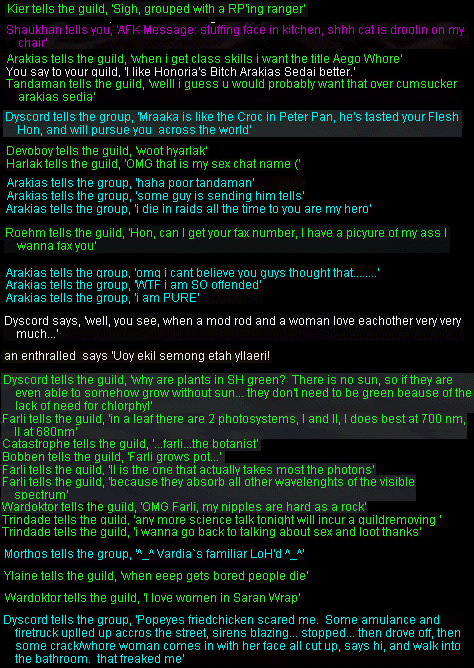 Kier tells the guild, 'Sigh, grouped with a RP'ing ranger'
Shaukhan tells you, 'AFK Message: stuffing face in kitchen, shhh cat is droolin on my
chair'
Arakias tells the guild, 'when i get class skills i want the title Aego Whore'
You say to your guild, 'I like Honoria's Bitch Arakias Sedai better.'
Tandaman tells the guild, 'welll i guess u would probably want that over cumsucker
arakias sedia'
Dyscord tells the group, 'Mraaka is like the Croc in Peter Pan, he's tasted your Flesh
Hon, and will pursue you  across the world'
Devoboy tells the guild, 'woot hyarlak'
Harlak tells the guild, 'OMG that is my sex chat name ('
Arakias tells the group, 'haha poor tandaman'
Arakias tells the group, 'some guy is sending him tells'
Arakias tells the group, 'i die in raids all the time to you are my hero'
Roehm tells the guild, 'Hon, can I get your fax number, I have a picyure of my ass I
wanna fax you'
Arakias tells the group, 'omg i cant believe you guys thought that........'
Arakias tells the group, 'WTF i am SO offended'
Arakias tells the group, 'i am PURE'
Dyscord says, 'well, you see, when a mod rod and a woman love eachother very very
much...'
an enthralled  says 'Uoy ekil semong etah yllaeri!
Dyscord tells the guild, 'why are plants in SH green?  There is no sun, so if they are
even able to somehow grow without sun... they don't need to be green beause of the
lack of need for chlorphyl'
Farli tells the guild, 'in a leaf there are 2 photosystems, I and II, I does best at 700 nm,
II at 680nm'
Catastrophe tells the guild, '...farli...the botanist'
Bobben tells the guild, 'Farli grows pot...'
Farli tells the guild, 'II is the one that actually takes most the photons'
Farli tells the guild, 'because they absorb all other wavelenghts of the visible
spectrum'
Wardoktor tells the guild, 'OMG Farli, my nipples are hard as a rock'
Trindade tells the guild, 'any more science talk tonight will incur a guildremoving '
Trindade tells the guild, 'i wanna go back to talking about sex and loot thanks'
Morthos tells the group, '^_^ Vardia`s familiar LoH'd ^_^'
Ylaine tells the guild, 'when eeep gets bored people die'
Wardoktor tells the guild, 'I love women in Saran Wrap'
Dyscord tells the group, 'Popeyes friedchicken scared me.  Some amulance and
firetruck uplled up accros the street, sirens blazing... stopped... then drove off, then
some crack/whore woman comes in with her face all cut up, says hi, and walk into
the bathroom.  that freaked me'